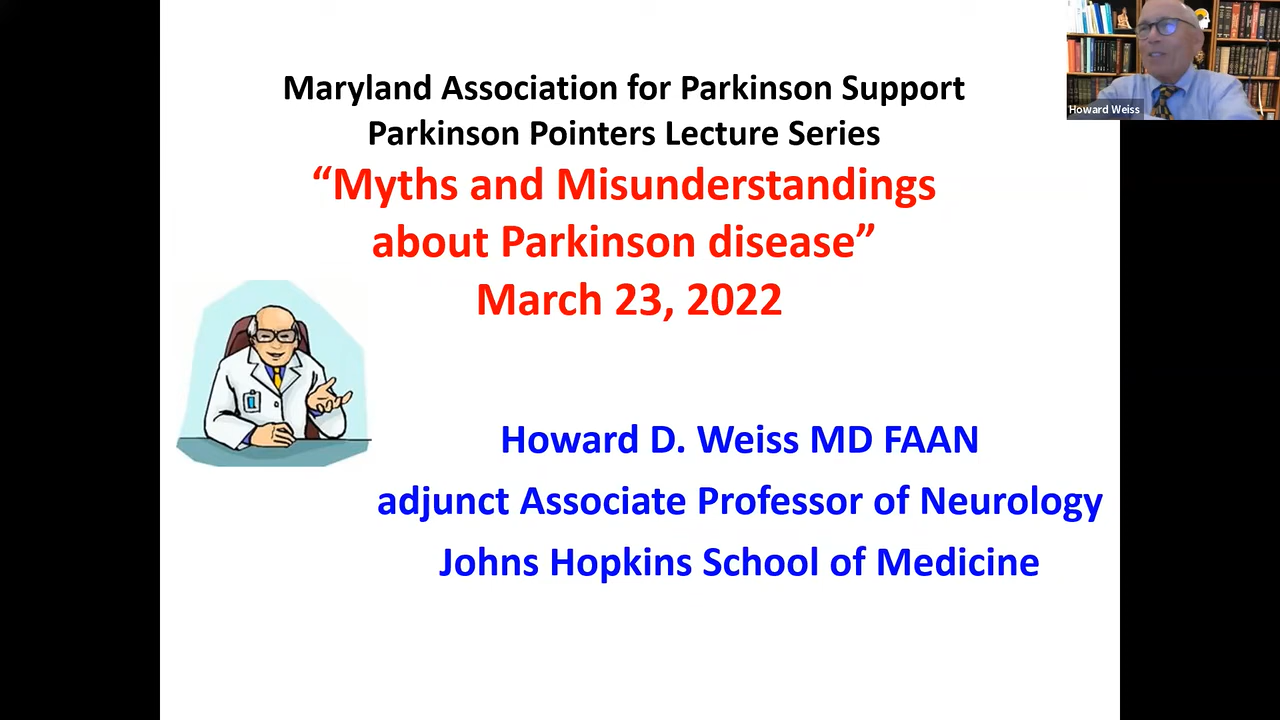 Maryland Association for Parkinson Support
Parkinson Pointers Lecture Series
“Myths and Misunderstandings
about Parkinson disease”
March 23, 2022
Howard D. Weiss MD FAAN
adjunct Associate Professor of Neurology
Johns Hopkins School of Medicine
Howard Weiss